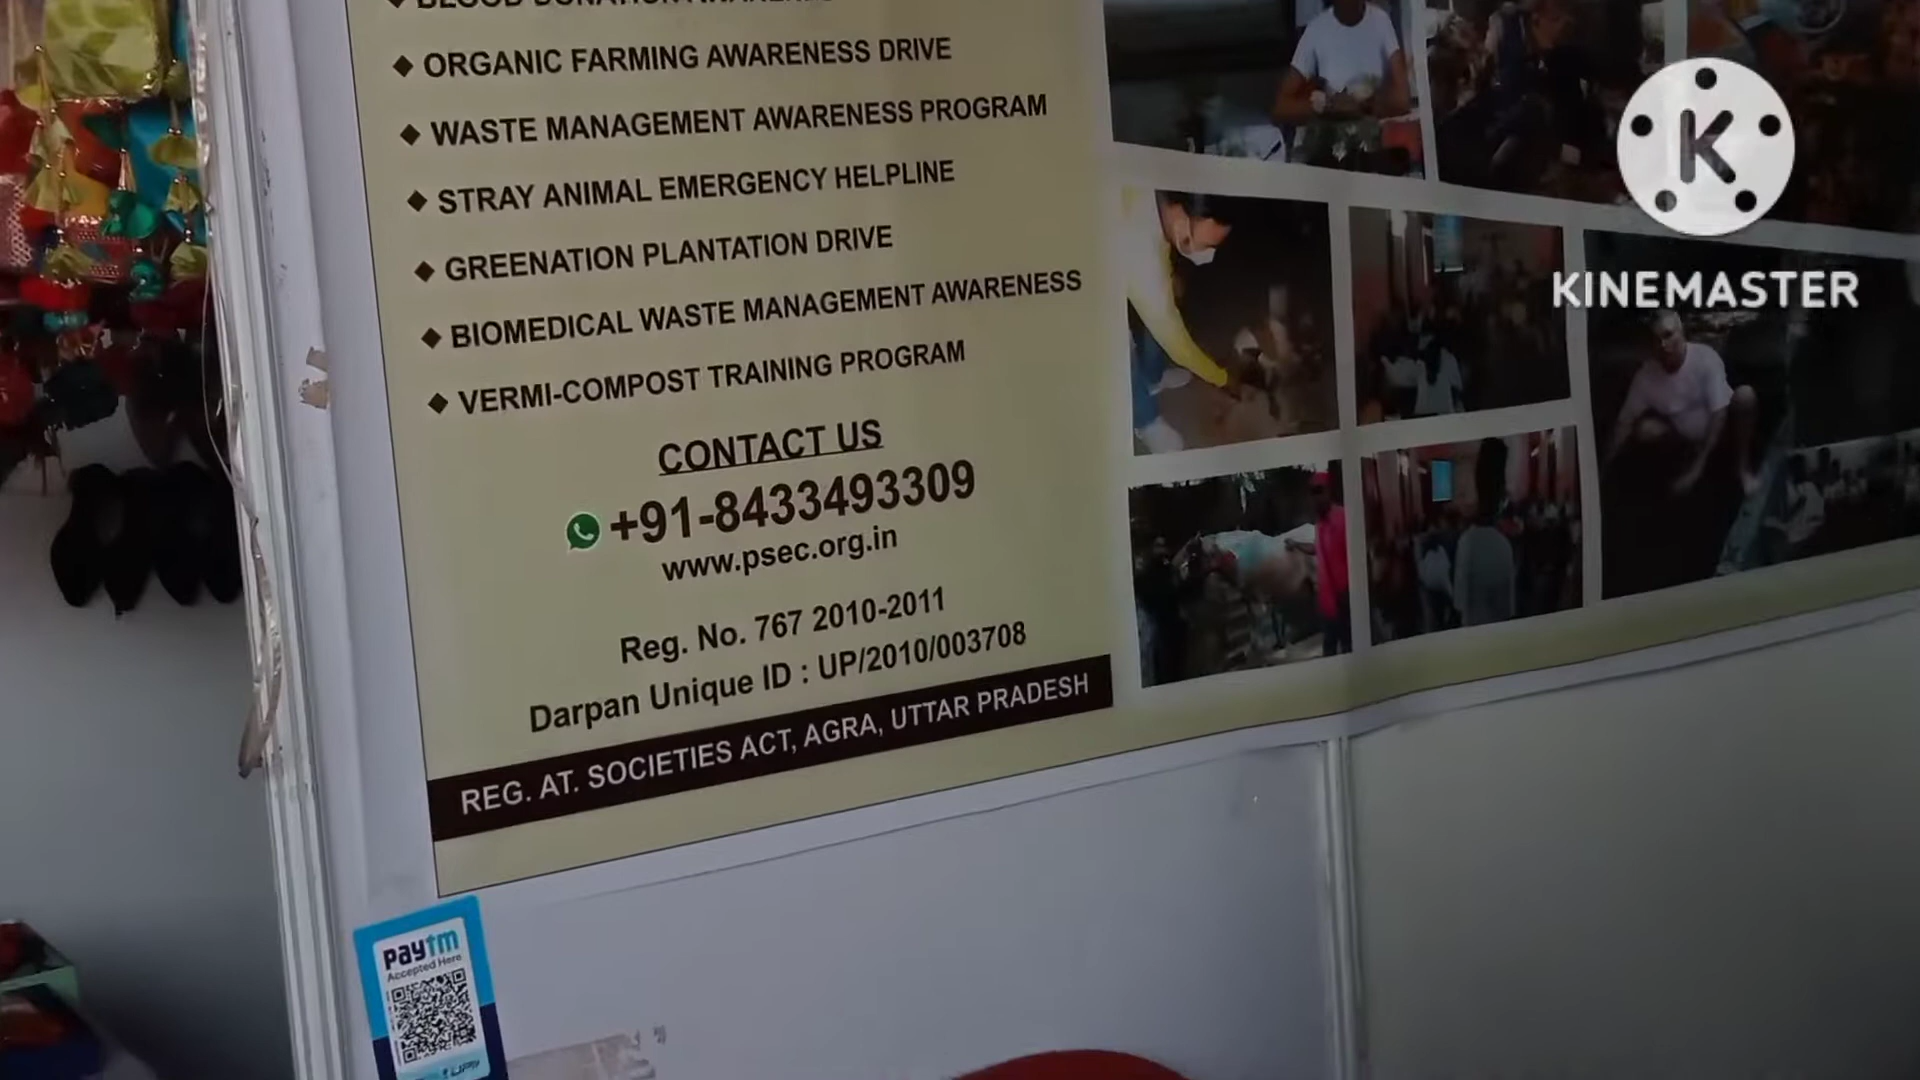 BLOOD DONATION
◆ ORGANIC FARMING AWARENESS DRIVE
◆ WASTE MANAGEMENT AWARENESS PROGRAM
◆ STRAY ANIMAL EMERGENCY HELPLINE
◆ GREENATION PLANTATION DRIVE
◆ BIOMEDICAL WASTE MANAGEMENT AWARENESS
◆ VERMI-COMPOST TRAINING PROGRAM
CONTACT US
+91-8433493309
www.psec.org.in
Reg. No. 767 2010-2011
Darpan Unique ID : UP/2010/003708
REG. AT. SOCIETIES ACT, AGRA, UTTAR PRADESH
paytm
Accepted Here
K
KINEMASTER